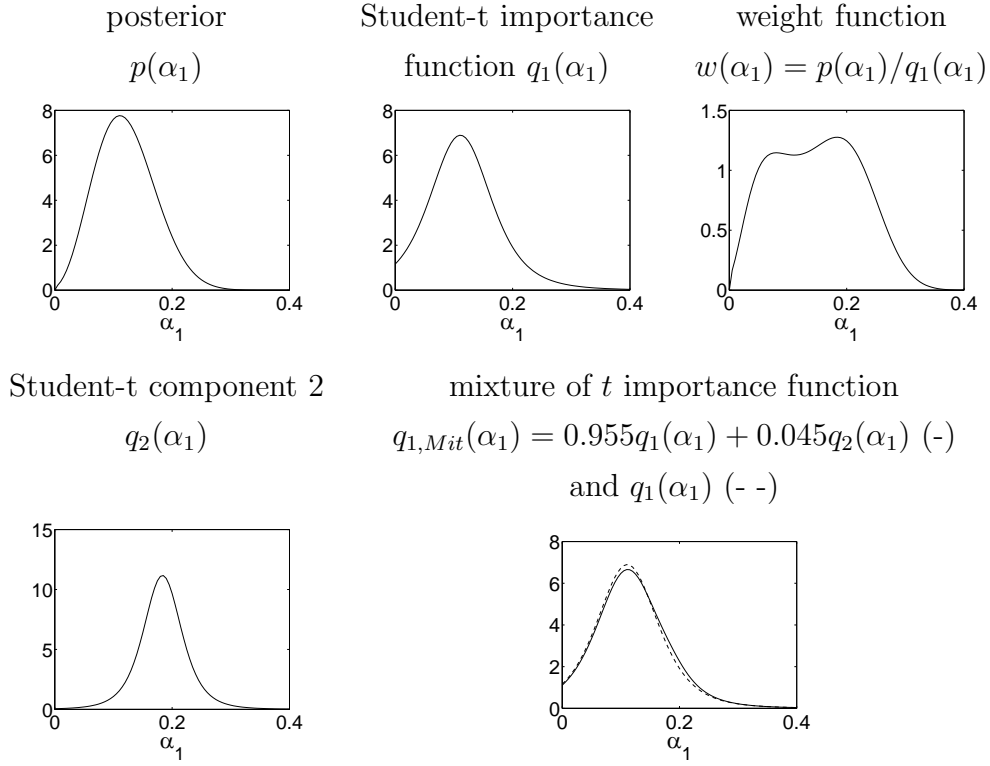 posterior
p(α₁)
Student-t importance
function q₁(α₁)
weight function
w(α₁) = p(α₁)/q₁(α₁)
8
6
4
2
0
0 0.2 0.4
α₁
8
6
4
2
0
0 0.2 0.4
α₁
1.5
1
0.5
0
0 0.2 0.4
α₁
Student-t component 2
q₂(α₁)
mixture of t importance function
q₁,Mit(α₁) = 0.955q₁(α₁) + 0.045q₂(α₁) (-)
and q₁(α₁) (- -)
15
10
5
0
0 0.2 0.4
α₁
8
6
4
2
0
0 0.2 0.4
α₁